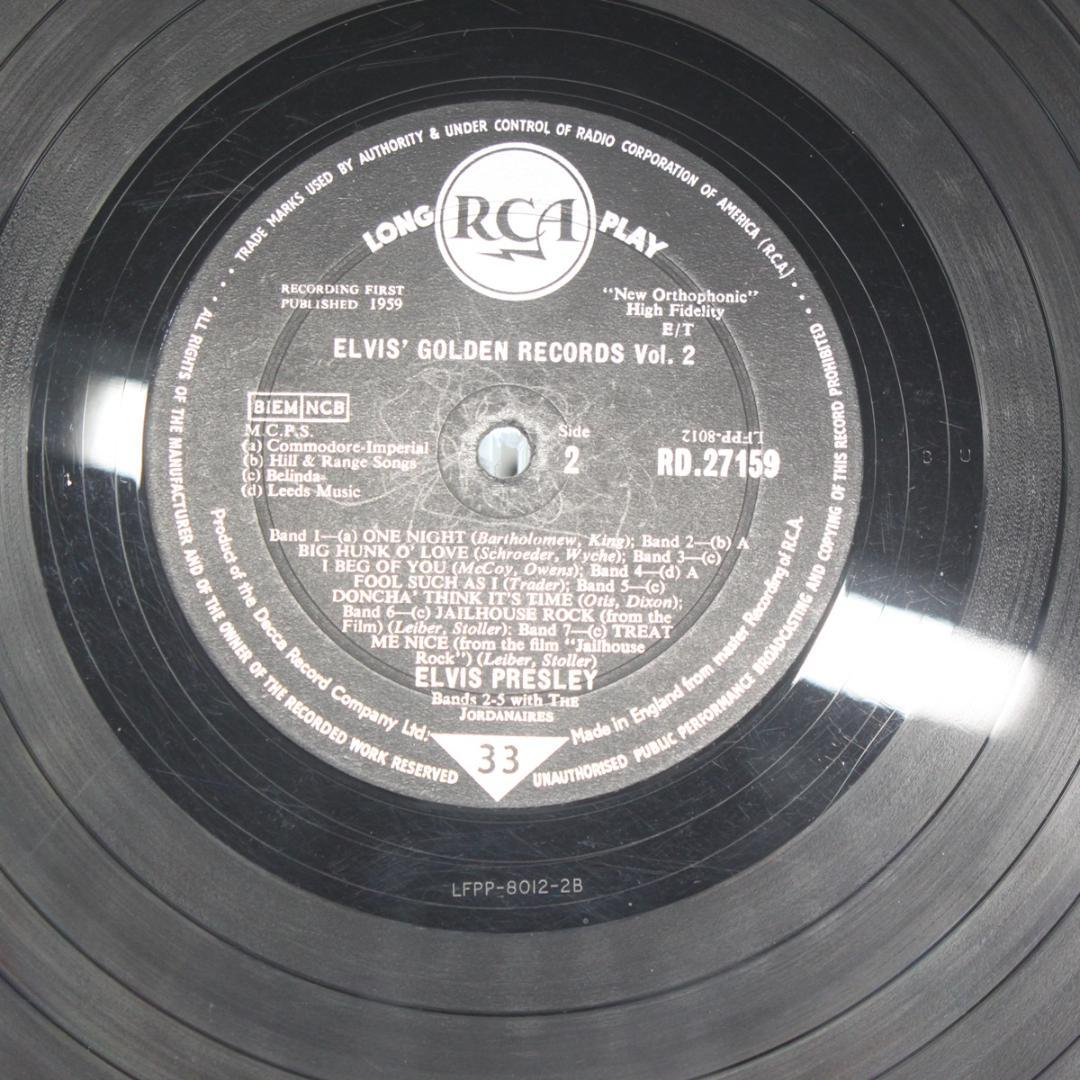 TRADE MARKS USED BY AUTHORITY & UNDER CONTROL OF RADIO CORPORATION OF AMERICA (R.C.A.)
LONG RCA PLAY
RECORDING FIRST
PUBLISHED 1959
"New Orthophonic"
High Fidelity
E/T
ELVIS' GOLDEN RECORDS Vol. 2
BIEM NCB
M.C.P.S.
(a) Commodore-Imperial
(b) Hill & Range Songs
(c) Belinda
(d) Leeds Music
Side
2
LFPP-8012
RD.27159
Band 1—(a) ONE NIGHT (Bartholomew, King); Band 2—(b) A
BIG HUNK O' LOVE (Schroeder, Wyche); Band 3—(c)
I BEG OF YOU (McCoy, Owens); Band 4—(d) A
FOOL SUCH AS I (Trader); Band 5—(c)
DONCHA' THINK IT'S TIME (Otis, Dixon);
Band 6—(c) JAILHOUSE ROCK (from the
Film) (Leiber, Stoller); Band 7—(c) TREAT
ME NICE (from the film "Jailhouse
Rock") (Leiber, Stoller)
ELVIS PRESLEY
Bands 2-5 with THE
JORDANAIRES
Product of the Decca Record Company Ltd.
Made in England from master Recording of R.C.A.
33
ALL RIGHTS OF THE MANUFACTURER AND OF THE OWNER OF THE RECORDED WORK RESERVED
UNAUTHORISED PUBLIC PERFORMANCE BROADCASTING AND COPYING OF THIS RECORD PROHIBITED
B U
LFPP-8012-2B